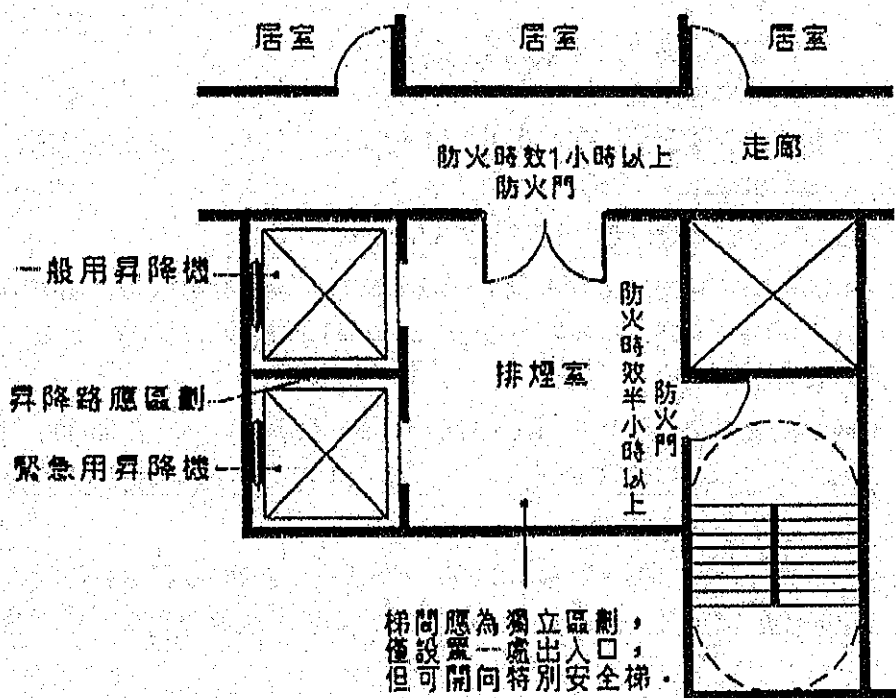 居室
居室
居室
走廊
防火時效1小時以上
防火門
一般用昇降機
昇降路應區劃
緊急用昇降機
排煙室
防火時效半小時以上
防火門
梯間應為獨立區劃，
僅設置一處出入口，
但可開向特別安全梯．